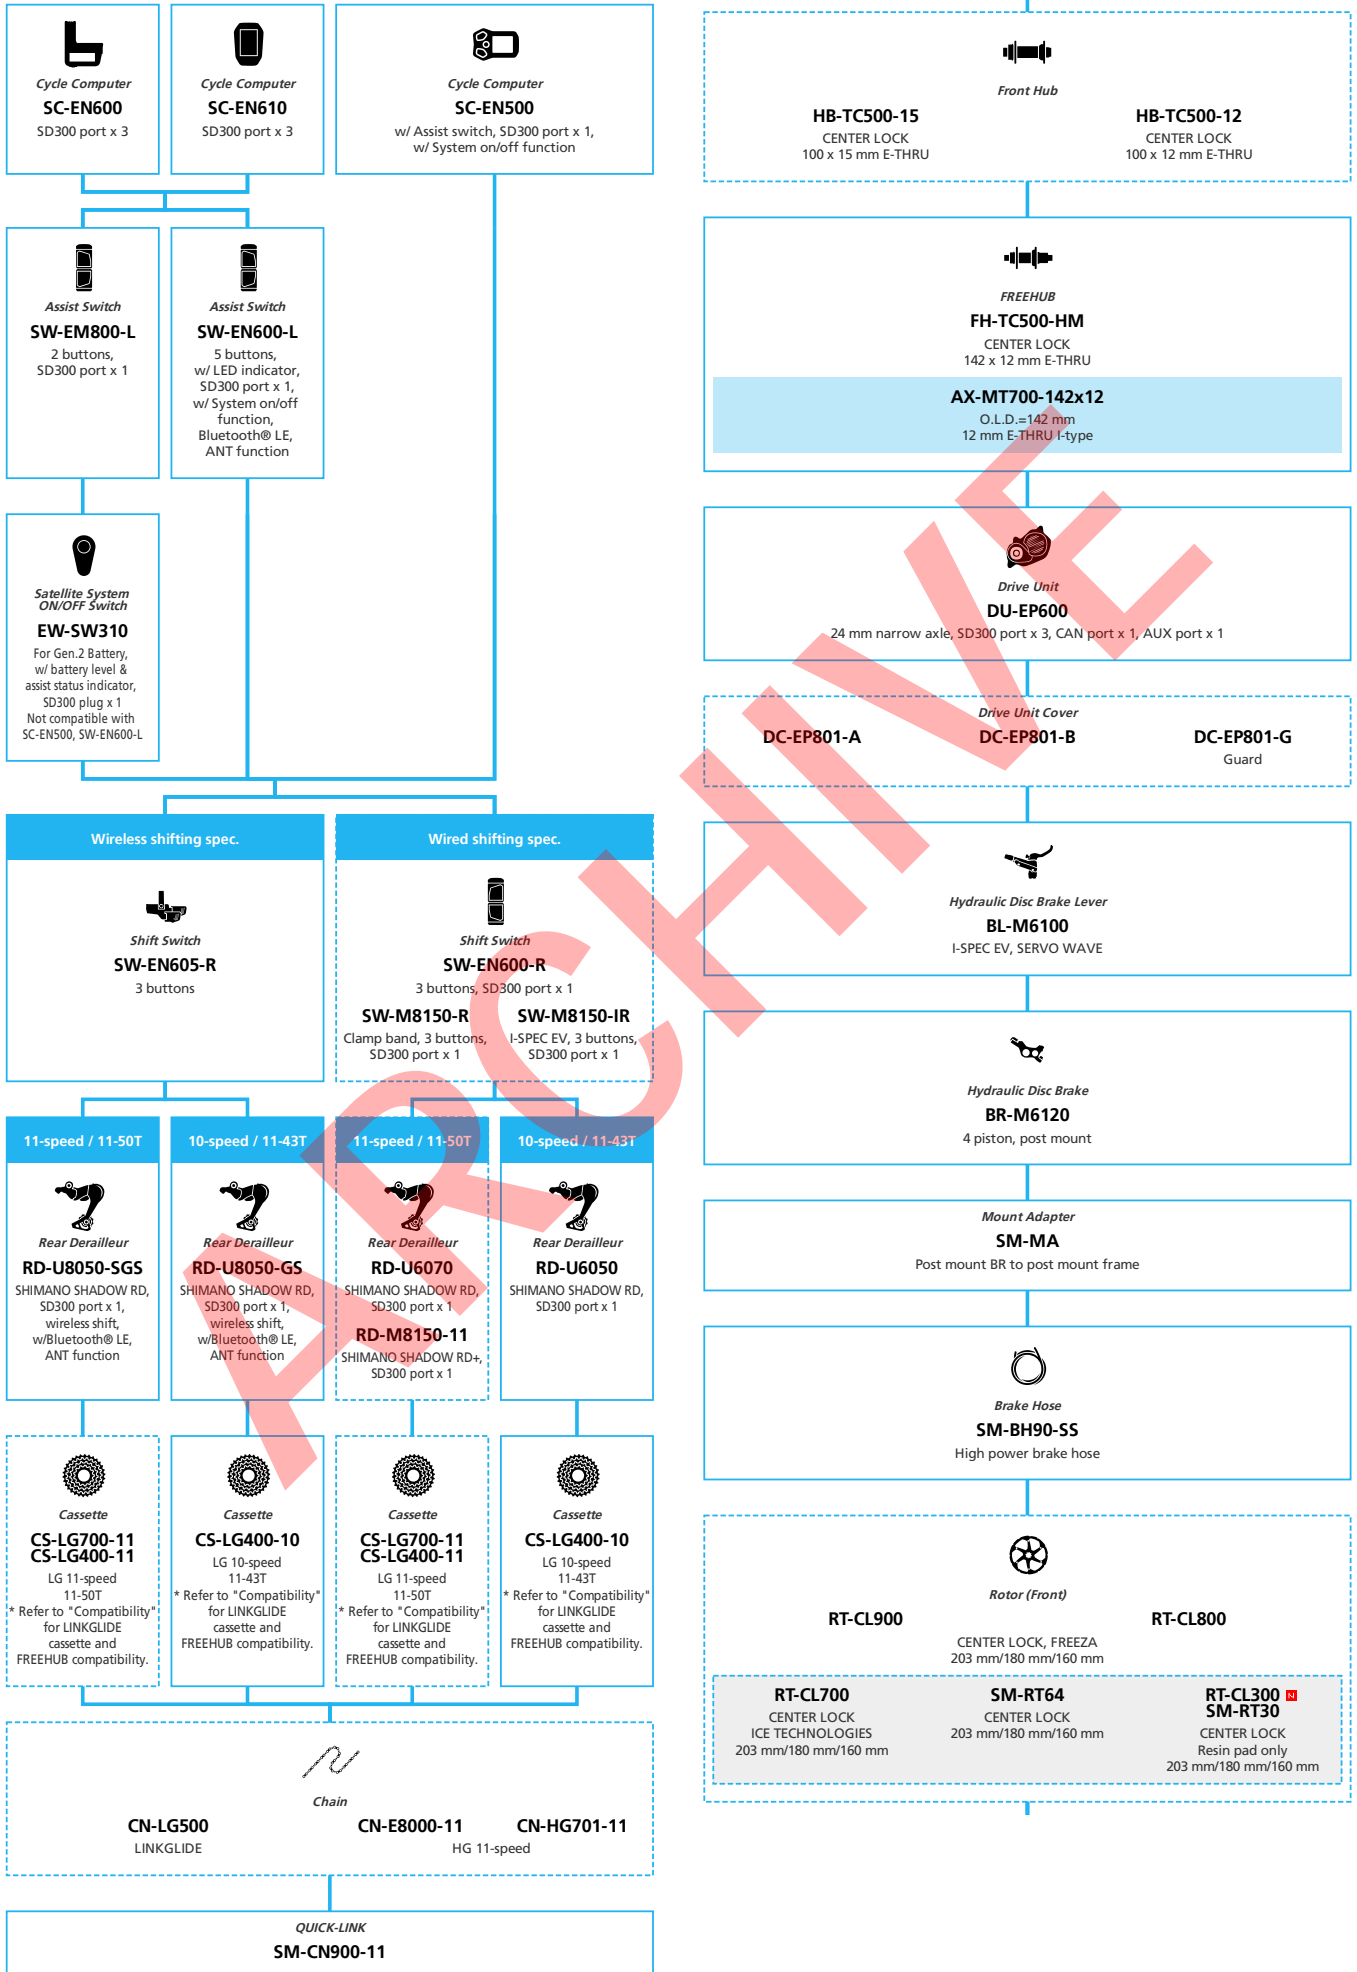 Cycle Computer
SC-EN600
SD300 port x 3
Cycle Computer
SC-EN610
SD300 port x 3
Cycle Computer
SC-EN500
w/ Assist switch, SD300 port x 1,
w/ System on/off function
Assist Switch
SW-EM800-L
2 buttons,
SD300 port x 1
Assist Switch
SW-EN600-L
5 buttons,
w/ LED indicator,
SD300 port x 1,
w/ System on/off
function,
Bluetooth® LE,
ANT function
Satellite System
ON/OFF Switch
EW-SW310
For Gen.2 Battery,
w/ battery level &
assist status indicator,
SD300 plug x 1
Not compatible with
SC-EN500, SW-EN600-L
Wireless shifting spec.
Shift Switch
SW-EN605-R
3 buttons
Wired shifting spec.
Shift Switch
SW-EN600-R
3 buttons, SD300 port x 1
SW-M8150-R
Clamp band, 3 buttons,
SD300 port x 1
SW-M8150-IR
I-SPEC EV, 3 buttons,
SD300 port x 1
11-speed / 11-50T
Rear Derailleur
RD-U8050-SGS
SHIMANO SHADOW RD,
SD300 port x 1,
wireless shift,
w/Bluetooth® LE,
ANT function
10-speed / 11-43T
Rear Derailleur
RD-U8050-GS
SHIMANO SHADOW RD,
SD300 port x 1,
wireless shift,
w/Bluetooth® LE,
ANT function
11-speed / 11-50T
Rear Derailleur
RD-U6070
SHIMANO SHADOW RD,
SD300 port x 1
RD-M8150-11
SHIMANO SHADOW RD+,
SD300 port x 1
10-speed / 11-43T
Rear Derailleur
RD-U6050
SHIMANO SHADOW RD,
SD300 port x 1
Cassette
CS-LG700-11
CS-LG400-11
LG 11-speed
11-50T
* Refer to "Compatibility"
for LINKGLIDE
cassette and
FREEHUB compatibility.
Cassette
CS-LG400-10
LG 10-speed
11-43T
* Refer to "Compatibility"
for LINKGLIDE
cassette and
FREEHUB compatibility.
Cassette
CS-LG700-11
CS-LG400-11
LG 11-speed
11-50T
* Refer to "Compatibility"
for LINKGLIDE
cassette and
FREEHUB compatibility.
Cassette
CS-LG400-10
LG 10-speed
11-43T
* Refer to "Compatibility"
for LINKGLIDE
cassette and
FREEHUB compatibility.
Chain
CN-LG500
LINKGLIDE
CN-E8000-11 CN-HG701-11
HG 11-speed
QUICK-LINK
SM-CN900-11
Front Hub
HB-TC500-15
CENTER LOCK
100 x 15 mm E-THRU
HB-TC500-12
CENTER LOCK
100 x 12 mm E-THRU
FREEHUB
FH-TC500-HM
CENTER LOCK
142 x 12 mm E-THRU
AX-MT700-142x12
O.L.D.=142 mm
12 mm E-THRU I-type
Drive Unit
DU-EP600
24 mm narrow axle, SD300 port x 3, CAN port x 1, AUX port x 1
Drive Unit Cover
DC-EP801-A
DC-EP801-B
DC-EP801-G
Guard
Hydraulic Disc Brake Lever
BL-M6100
I-SPEC EV, SERVO WAVE
Hydraulic Disc Brake
BR-M6120
4 piston, post mount
Mount Adapter
SM-MA
Post mount BR to post mount frame
Brake Hose
SM-BH90-SS
High power brake hose
Rotor (Front)
RT-CL900 RT-CL800
CENTER LOCK, FREEZA
203 mm/180 mm/160 mm
RT-CL700
CENTER LOCK
ICE TECHNOLOGIES
203 mm/180 mm/160 mm
SM-RT64
CENTER LOCK
203 mm/180 mm/160 mm
RT-CL300 N
SM-RT30
CENTER LOCK
Resin pad only
203 mm/180 mm/160 mm
ARCHIVE